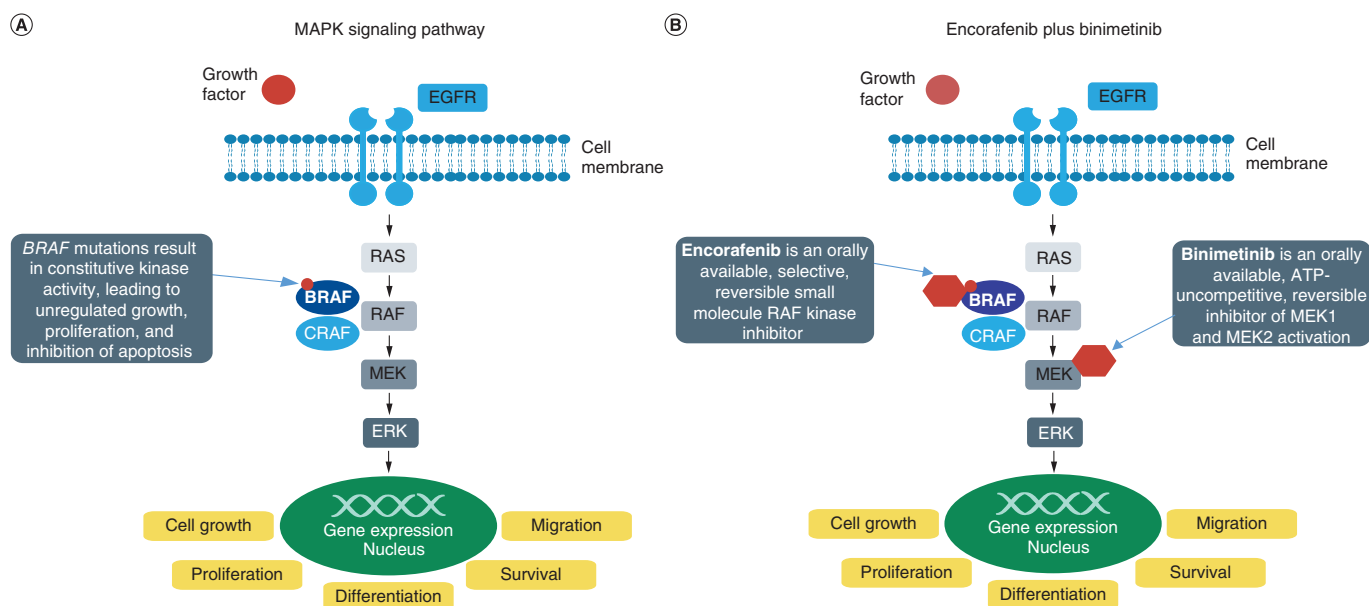 A
MAPK signaling pathway
Growth
factor
EGFR
Cell
membrane
BRAF mutations result
in constitutive kinase
activity, leading to
unregulated growth,
proliferation, and
inhibition of apoptosis
RAS
BRAF
RAF
CRAF
MEK
ERK
Gene expression
Nucleus
Cell growth
Migration
Proliferation
Survival
Differentiation
B
Encorafenib plus binimetinib
Growth
factor
EGFR
Cell
membrane
Encorafenib is an orally
available, selective,
reversible small
molecule RAF kinase
inhibitor
RAS
BRAF
RAF
CRAF
Binimetinib is an orally
available, ATP-
uncompetitive, reversible
inhibitor of MEK1
and MEK2 activation
MEK
ERK
Gene expression
Nucleus
Cell growth
Migration
Proliferation
Survival
Differentiation